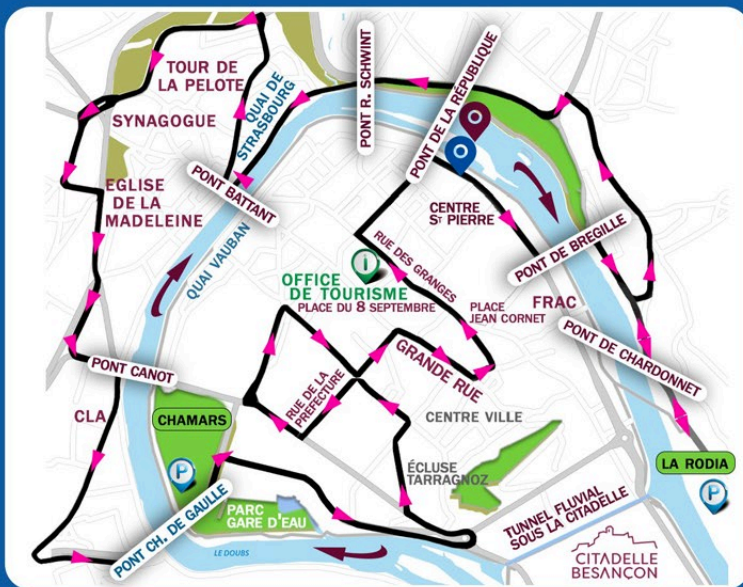 TOUR DE
LA PELOTE
QUAI DE
STRASBOURG
PONT R. SCHWINT
PONT DE LA RÉPUBLIQUE
SYNAGOGUE
EGLISE
DE LA
MADELEINE
PONT BATTANT
QUAI VAUBAN
CENTRE
ST PIERRE
PONT DE BREGILLE
RUE DES GRANGES
i
OFFICE
DE TOURISME
PLACE DU 8 SEPTEMBRE
PLACE
JEAN CORNET
FRAC
PONT DE CHARDONNET
GRANDE RUE
RUE DE LA
PREFECTURE
PONT CANOT
CLA
CHAMARS
P
CENTRE VILLE
ÉCLUSE
TARRAGNOZ
LA RODIA
P
PARC
GARE D'EAU
PONT CH. DE GAULLE
LE DOUBS
TUNNEL FLUVIAL
SOUS LA CITADELLE
CITADELLE
BESANCON